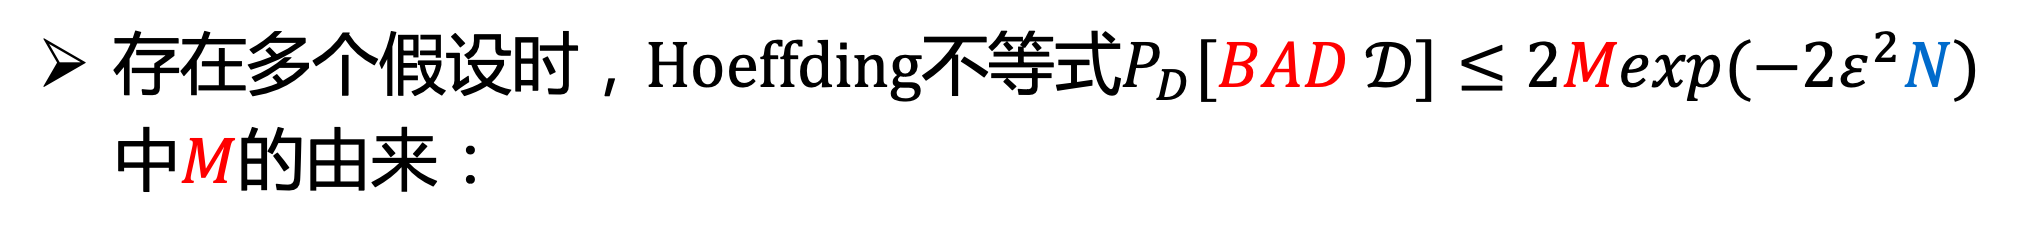 ➢ 存在多个假设时，Hoeffding不等式P_D[BAD 𝒟] ≤ 2Mexp(−2ε²N)
中M的由来：